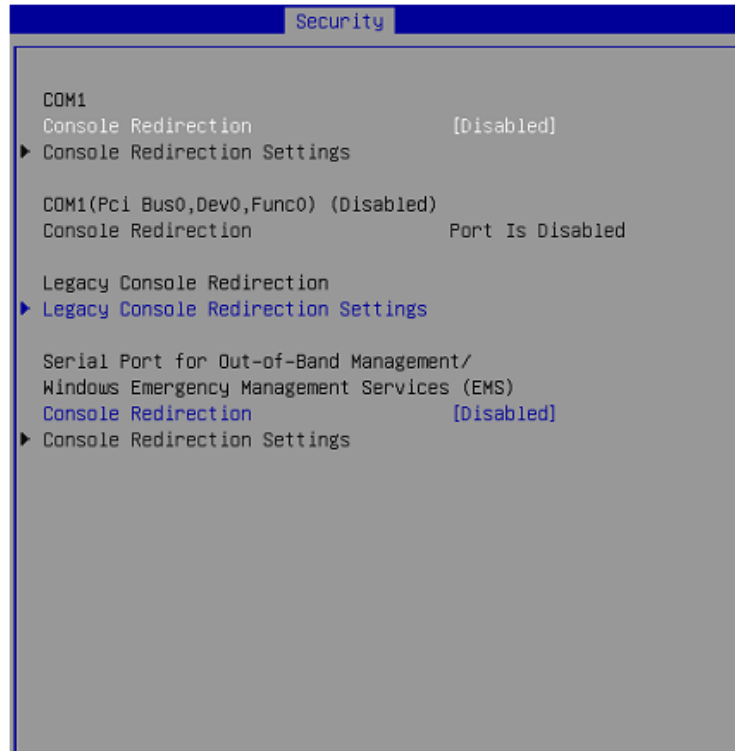 Security
COM1
Console Redirection [Disabled]
Console Redirection Settings
COM1(Pci Bus0,Dev0,Func0) (Disabled)
Console Redirection Port Is Disabled
Legacy Console Redirection
Legacy Console Redirection Settings
Serial Port for Out-of-Band Management/
Windows Emergency Management Services (EMS)
Console Redirection [Disabled]
Console Redirection Settings